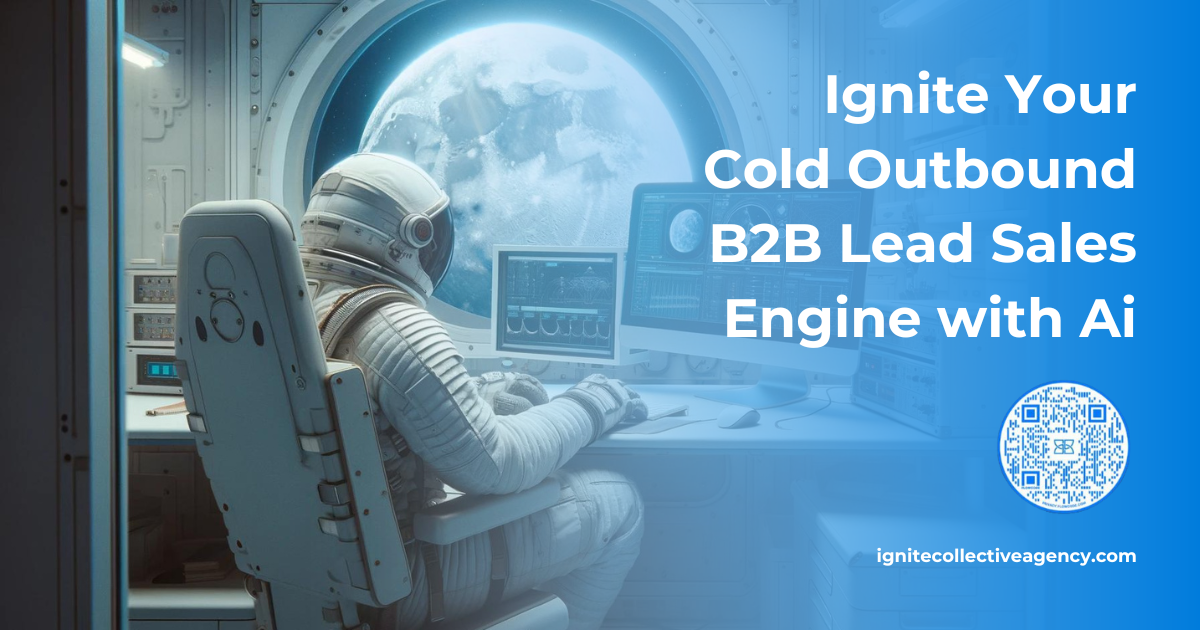 Ignite Your
Cold Outbound
B2B Lead Sales
Engine with Ai
ignitecollectiveagency.com